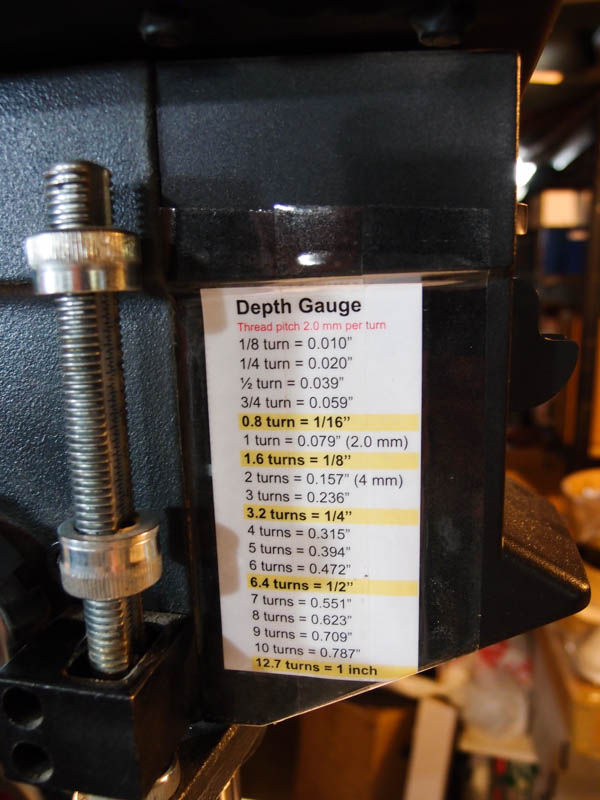 Depth Gauge
Thread pitch 2.0 mm per turn
1/8 turn = 0.010”
1/4 turn = 0.020”
½ turn = 0.039”
3/4 turn = 0.059”
0.8 turn = 1/16”
1 turn = 0.079” (2.0 mm)
1.6 turns = 1/8”
2 turns = 0.157” (4 mm)
3 turns = 0.236”
3.2 turns = 1/4”
4 turns = 0.315”
5 turns = 0.394”
6 turns = 0.472”
6.4 turns = 1/2”
7 turns = 0.551”
8 turns = 0.623”
9 turns = 0.709”
10 turns = 0.787”
12.7 turns = 1 inch